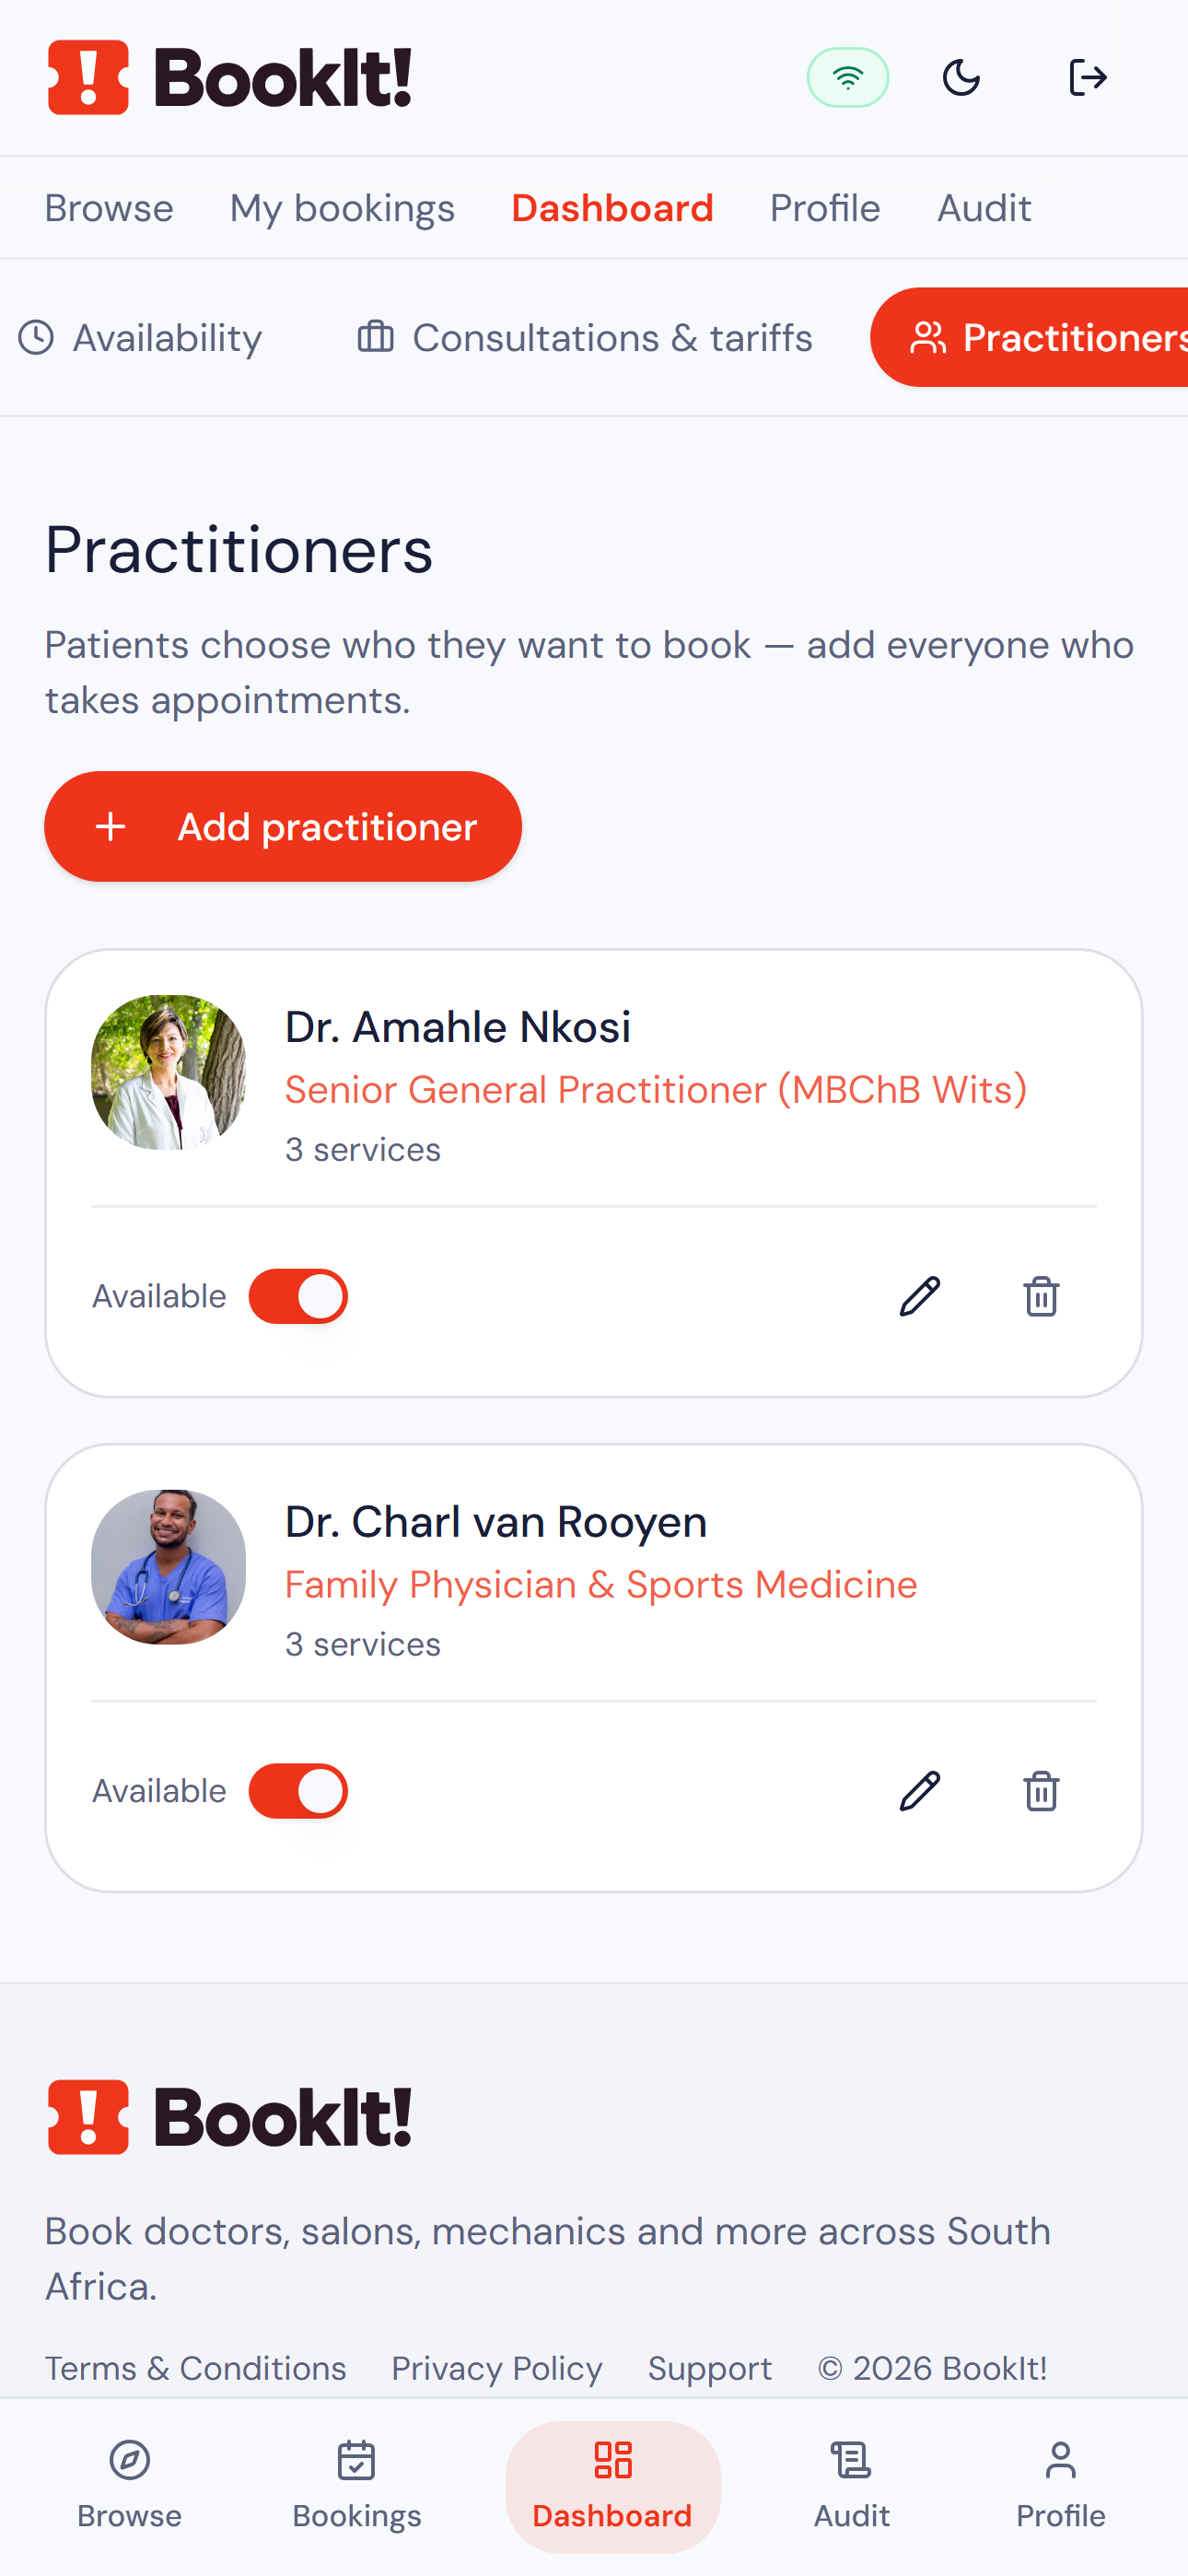 BookIt!
Browse My bookings Dashboard Profile Audit
Availability Consultations & tariffs Practitioners
Practitioners
Patients choose who they want to book — add everyone who
takes appointments.
Add practitioner
Dr. Amahle Nkosi
Senior General Practitioner (MBChB Wits)
3 services
Available
Dr. Charl van Rooyen
Family Physician & Sports Medicine
3 services
Available
BookIt!
Book doctors, salons, mechanics and more across South
Africa.
Terms & Conditions Privacy Policy Support © 2026 BookIt!
Browse Bookings Dashboard Audit Profile